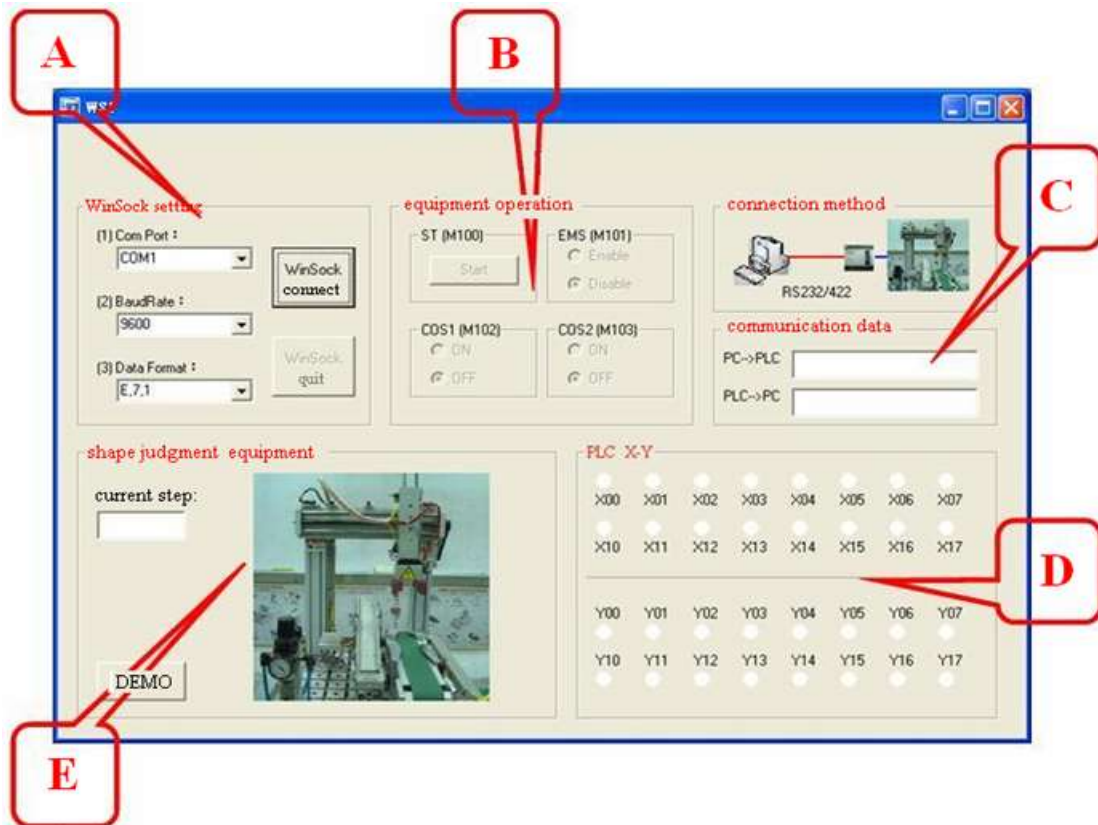 A
B
C
WinSock setting
(1) Com Port :
COM1
WinSock
connect
(2) BaudRate :
9600
(3) Data Format :
E,7,1
WinSock
quit
equipment operation
ST (M100)
Start
EMS (M101)
Enable
Disable
COS1 (M102)
ON
OFF
COS2 (M103)
ON
OFF
connection method
RS232/422
communication data
PC-->PLC
PLC-->PC
shape judgment equipment
current step:
DEMO
E
PLC X-Y
X00 X01 X02 X03 X04 X05 X06 X07
X10 X11 X12 X13 X14 X15 X16 X17
D
Y00 Y01 Y02 Y03 Y04 Y05 Y06 Y07
Y10 Y11 Y12 Y13 Y14 Y15 Y16 Y17